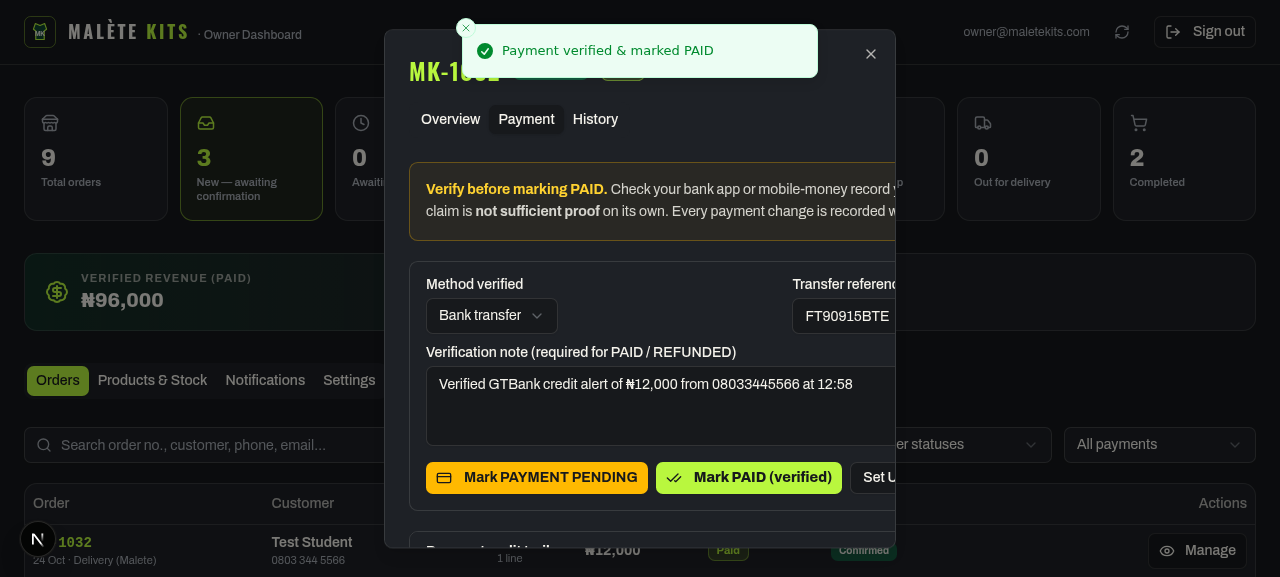 MALÈTE KITS
· Owner Dashboard
owner@maletekits.com
Sign out
Payment verified & marked PAID
MK-1032
Overview
Payment
History
9
Total orders
3
New — awaiting
confirmation
0
0
Out for delivery
2
Completed
Verify before marking PAID. Check your bank app or mobile-money record
claim is not sufficient proof on its own. Every payment change is recorded
VERIFIED REVENUE (PAID)
₦96,000
Method verified
Bank transfer
Transfer referenc
FT90915BTE
Verification note (required for PAID / REFUNDED)
Verified GTBank credit alert of ₦12,000 from 08033445566 at 12:58
Mark PAYMENT PENDING
Mark PAID (verified)
Set U
Orders
Products & Stock
Notifications
Settings
Search order no., customer, phone, email...
er statuses
All payments
Order
Customer
Actions
N
1032
24 Oct · Delivery (Malete)
Test Student
0803 344 5566
1 line
₦12,000
Paid
Confirmed
Manage